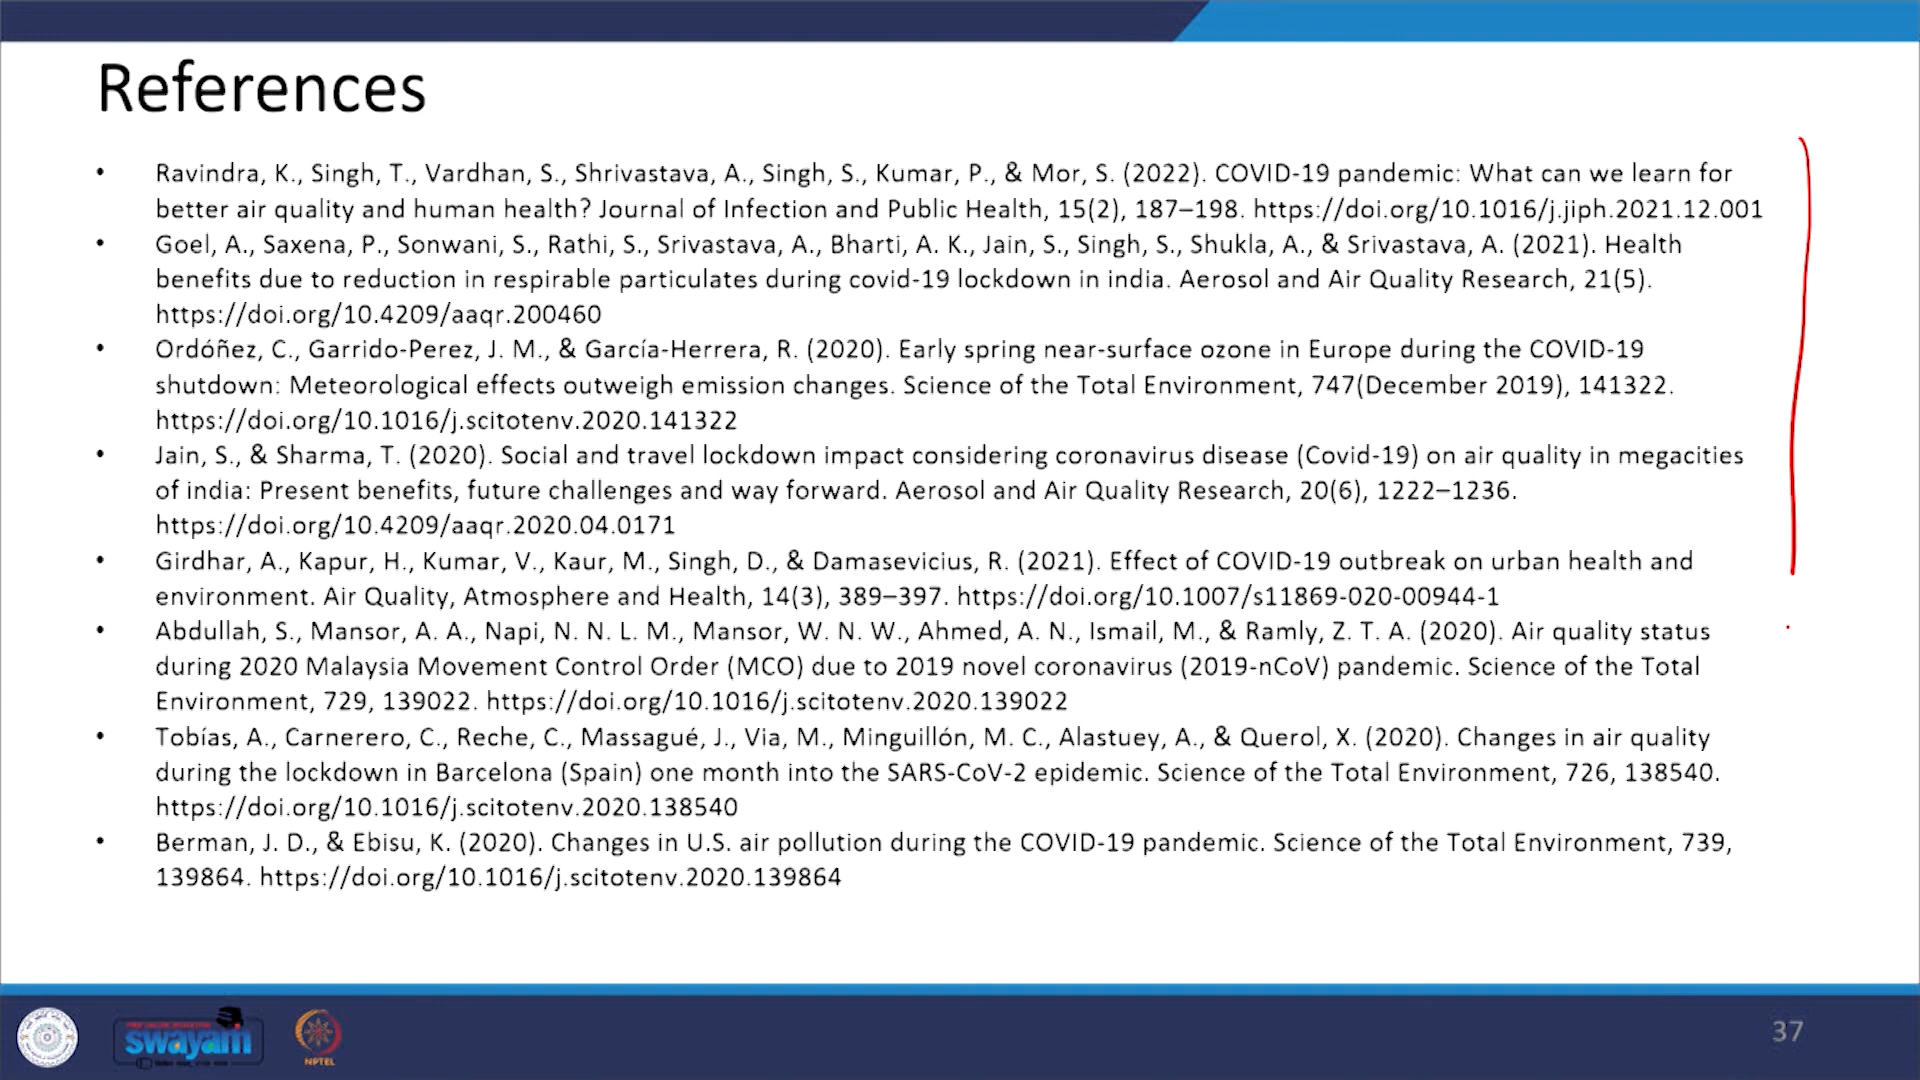 References
• Ravindra, K., Singh, T., Vardhan, S., Shrivastava, A., Singh, S., Kumar, P., & Mor, S. (2022). COVID-19 pandemic: What can we learn for
better air quality and human health? Journal of Infection and Public Health, 15(2), 187–198. https://doi.org/10.1016/j.jiph.2021.12.001
• Goel, A., Saxena, P., Sonwani, S., Rathi, S., Srivastava, A., Bharti, A. K., Jain, S., Singh, S., Shukla, A., & Srivastava, A. (2021). Health
benefits due to reduction in respirable particulates during covid-19 lockdown in india. Aerosol and Air Quality Research, 21(5).
https://doi.org/10.4209/aaqr.200460
• Ordóñez, C., Garrido-Perez, J. M., & García-Herrera, R. (2020). Early spring near-surface ozone in Europe during the COVID-19
shutdown: Meteorological effects outweigh emission changes. Science of the Total Environment, 747(December 2019), 141322.
https://doi.org/10.1016/j.scitotenv.2020.141322
• Jain, S., & Sharma, T. (2020). Social and travel lockdown impact considering coronavirus disease (Covid-19) on air quality in megacities
of india: Present benefits, future challenges and way forward. Aerosol and Air Quality Research, 20(6), 1222–1236.
https://doi.org/10.4209/aaqr.2020.04.0171
• Girdhar, A., Kapur, H., Kumar, V., Kaur, M., Singh, D., & Damasevicius, R. (2021). Effect of COVID-19 outbreak on urban health and
environment. Air Quality, Atmosphere and Health, 14(3), 389–397. https://doi.org/10.1007/s11869-020-00944-1
• Abdullah, S., Mansor, A. A., Napi, N. N. L. M., Mansor, W. N. W., Ahmed, A. N., Ismail, M., & Ramly, Z. T. A. (2020). Air quality status
during 2020 Malaysia Movement Control Order (MCO) due to 2019 novel coronavirus (2019-nCoV) pandemic. Science of the Total
Environment, 729, 139022. https://doi.org/10.1016/j.scitotenv.2020.139022
• Tobías, A., Carnerero, C., Reche, C., Massagué, J., Via, M., Minguillón, M. C., Alastuey, A., & Querol, X. (2020). Changes in air quality
during the lockdown in Barcelona (Spain) one month into the SARS-CoV-2 epidemic. Science of the Total Environment, 726, 138540.
https://doi.org/10.1016/j.scitotenv.2020.138540
• Berman, J. D., & Ebisu, K. (2020). Changes in U.S. air pollution during the COVID-19 pandemic. Science of the Total Environment, 739,
139864. https://doi.org/10.1016/j.scitotenv.2020.139864
swayam
NPTEL
37